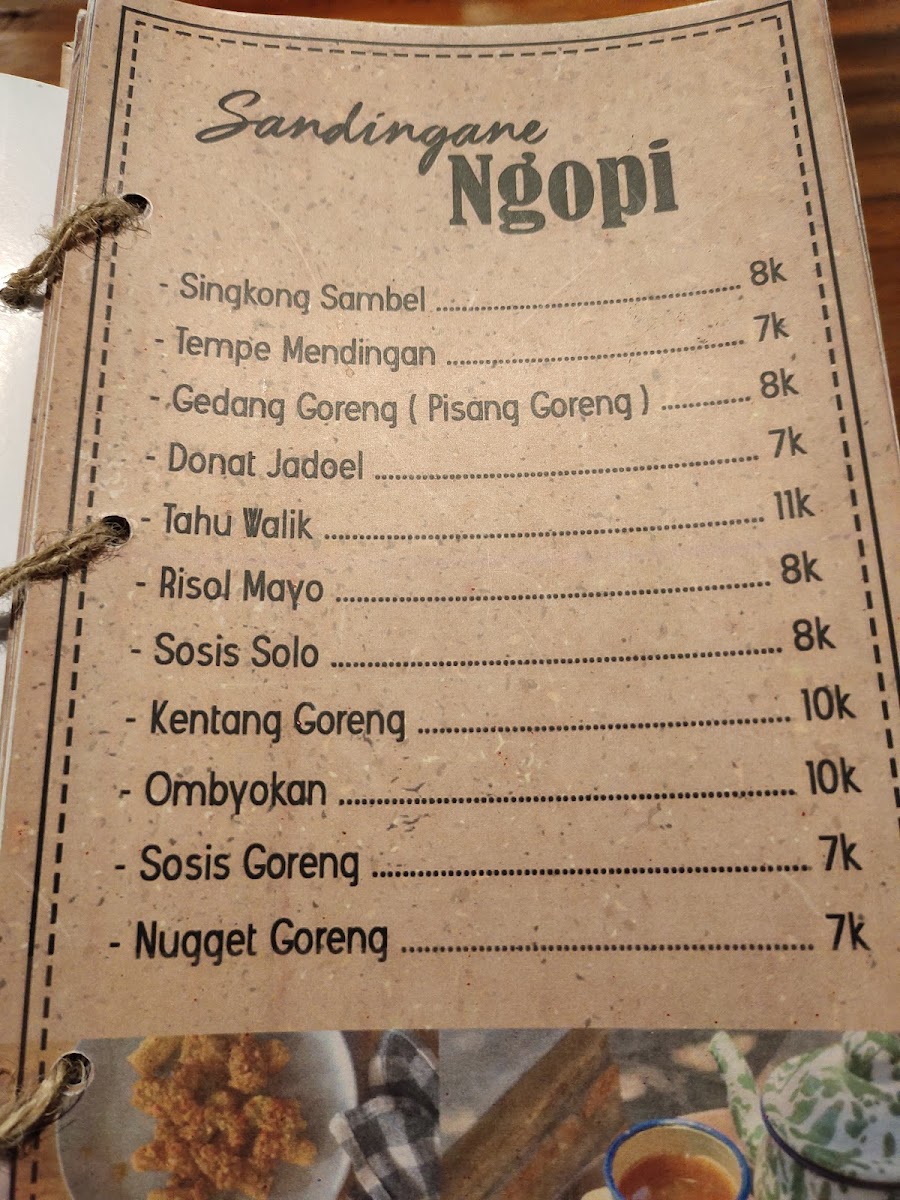 Sandingane
Ngopi
- Singkong Sambel ........................................ 8k
- Tempe Mendingan ........................................ 7k
- Gedang Goreng ( Pisang Goreng ) ............ 8k
- Donat Jadoel ........................................ 7k
- Tahu Walik ........................................ 11k
- Risol Mayo ........................................ 8k
- Sosis Solo ........................................ 8k
- Kentang Goreng ........................................ 10k
- Ombyokan ........................................ 10k
- Sosis Goreng ........................................ 7k
- Nugget Goreng ........................................ 7k